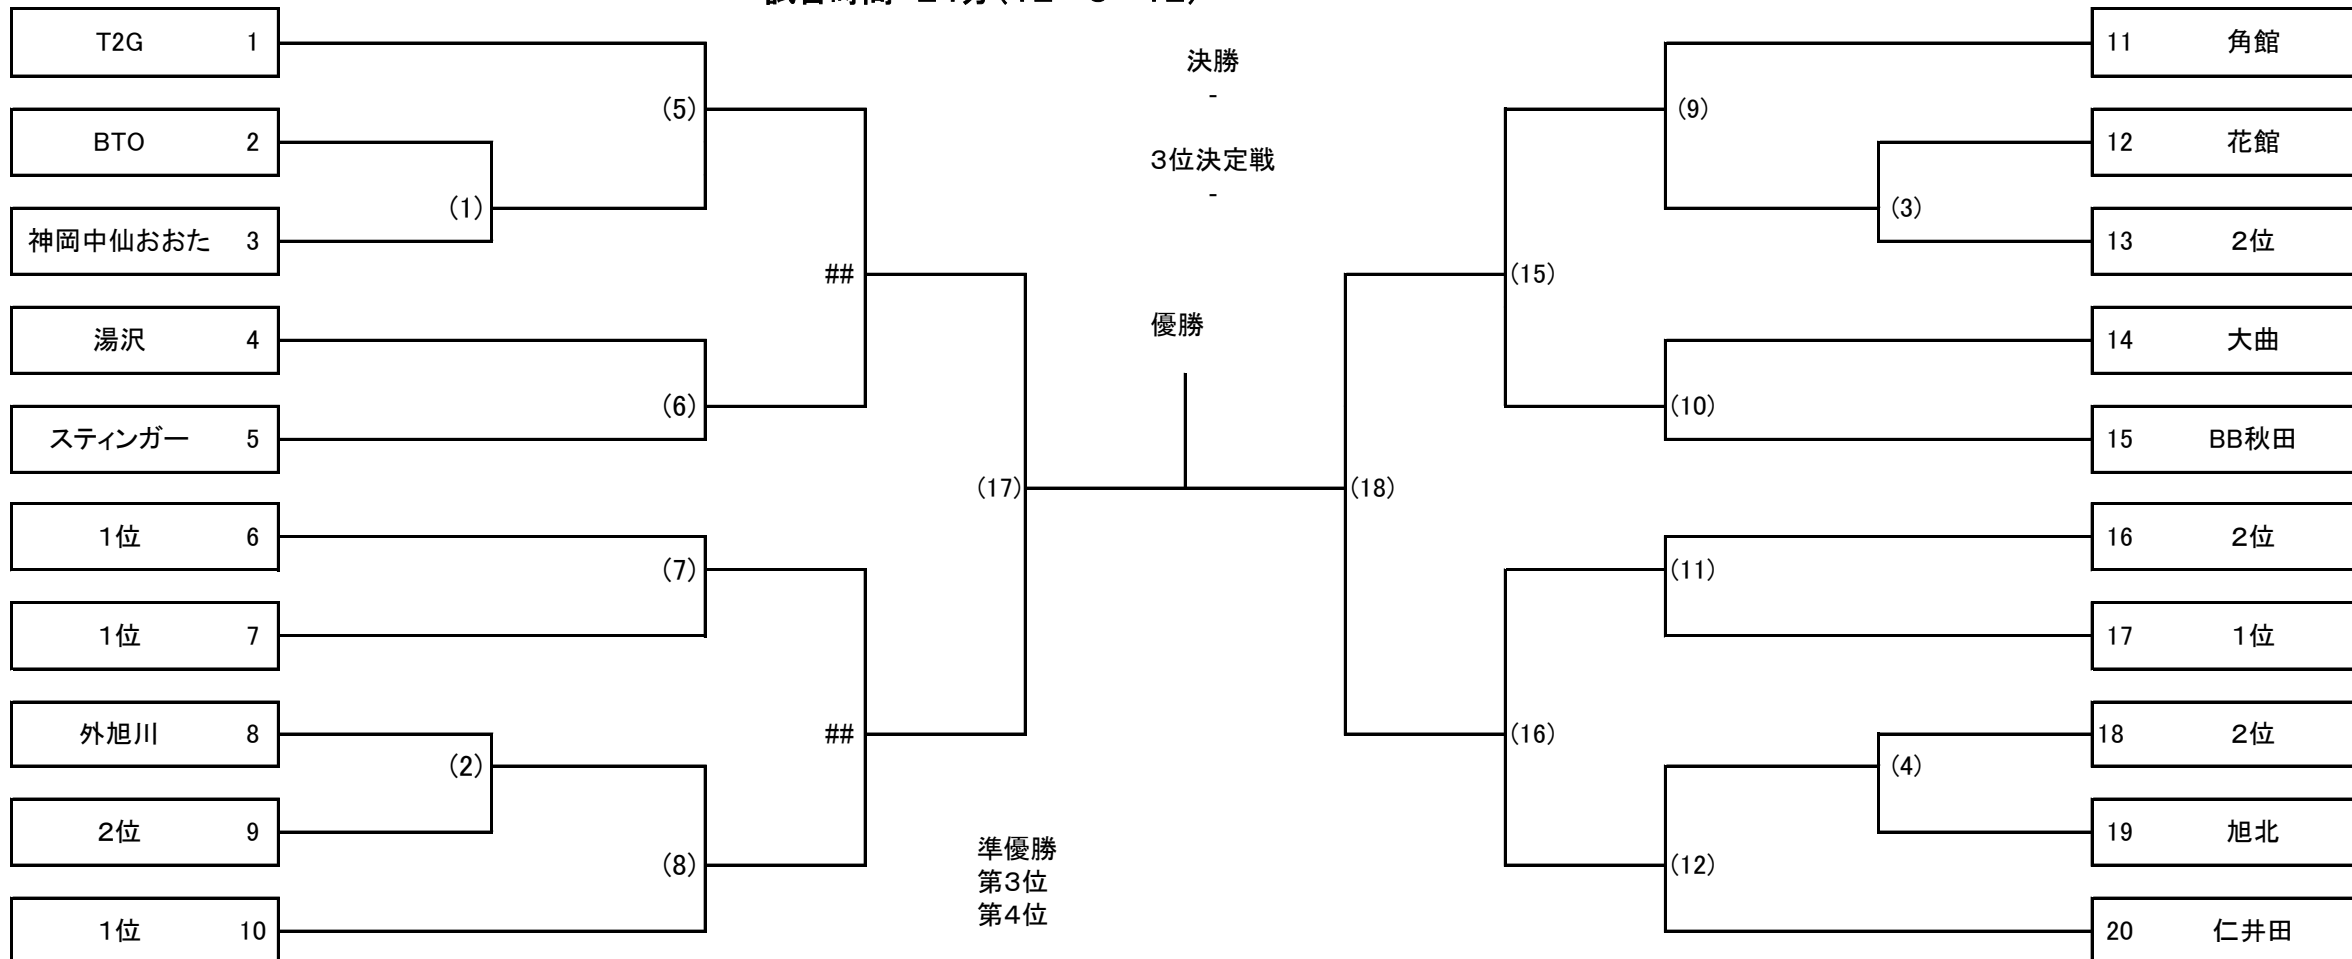 T2G 1
BTO 2
神岡中仙おおた 3
湯沢 4
スティンガー 5
1位 6
1位 7
外旭川 8
2位 9
1位 10
(1)
(2)
(5)
(6)
(7)
(8)
##
##
(17)
決勝
-
3位決定戦
-
優勝
準優勝
第3位
第4位
(18)
(15)
(16)
(9)
(10)
(11)
(12)
(3)
(4)
11 角館
12 花館
13 2位
14 大曲
15 BB秋田
16 2位
17 1位
18 2位
19 旭北
20 仁井田